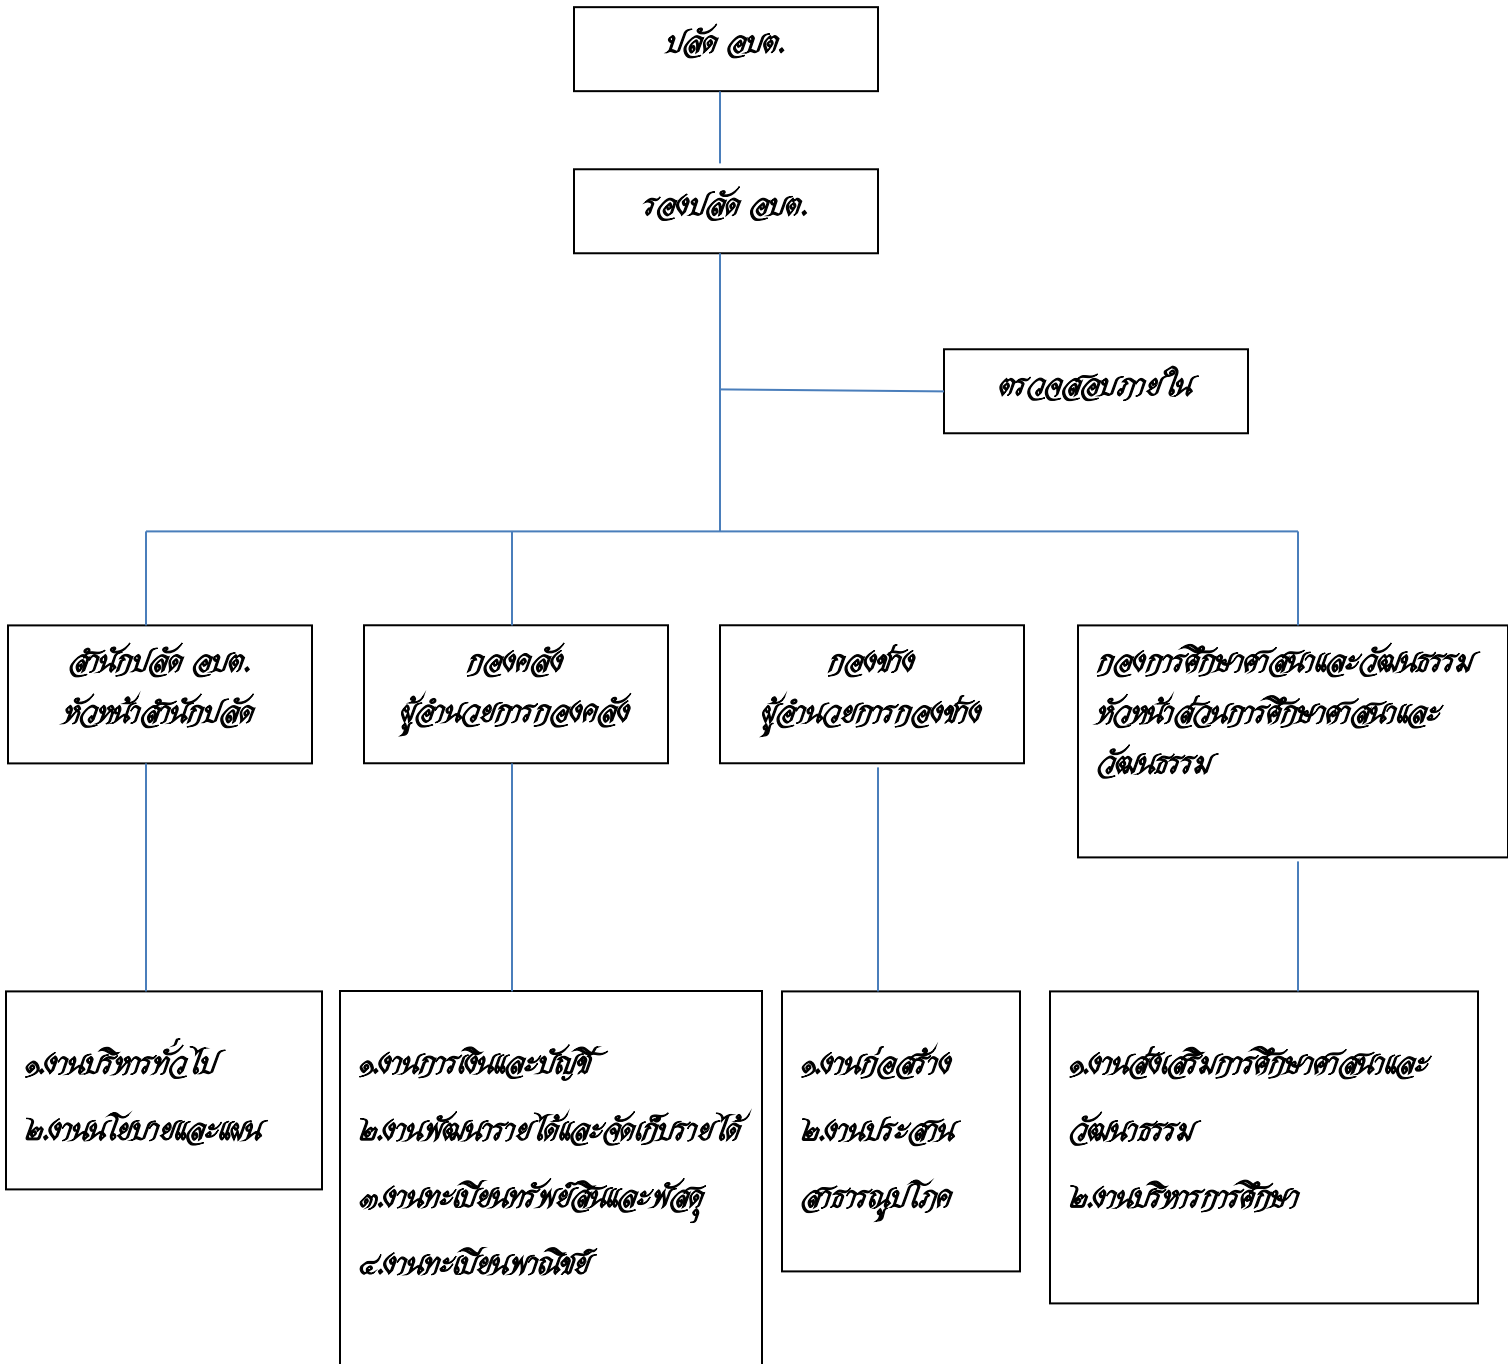 ปลัด อบต.
รองปลัด อบต.
ตรวจสอบภายใน
สำนักปลัด อบต.
หัวหน้าสำนักปลัด
กองคลัง
ผู้อำนวยการกองคลัง
กองช่าง
ผู้อำนวยการกองช่าง
กองการศึกษาศาสนาและวัฒนธรรม
หัวหน้าส่วนการศึกษาศาสนาและ
วัฒนธรรม
๑.งานบริหารทั่วไป
๒.งานนโยบายและแผน
๑.งานการเงินและบัญชี
๒.งานพัฒนารายได้และจัดเก็บรายได้
๓.งานทะเบียนทรัพย์สินและพัสดุ
๔.งานทะเบียนพาณิชย์
๑.งานก่อสร้าง
๒.งานประสาน
สาธารณูปโภค
๑.งานส่งเสริมการศึกษาศาสนาและ
วัฒนาธรรม
๒.งานบริหารการศึกษา